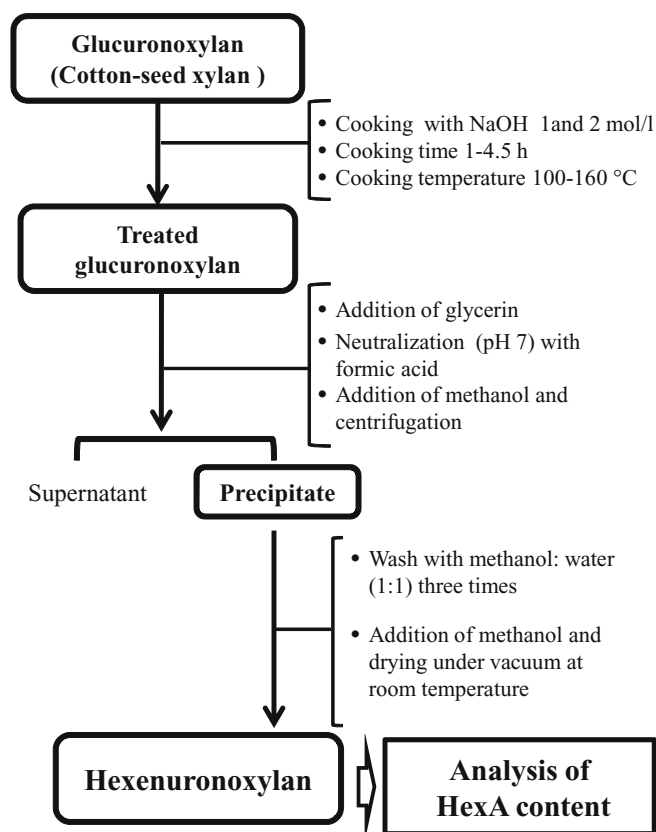 Glucuronoxylan
(Cotton-seed xylan )
• Cooking with NaOH 1and 2 mol/l
• Cooking time 1-4.5 h
• Cooking temperature 100-160 °C
Treated
glucuronoxylan
• Addition of glycerin
• Neutralization (pH 7) with
formic acid
• Addition of methanol and
centrifugation
Supernatant
Precipitate
• Wash with methanol: water
(1:1) three times
• Addition of methanol and
drying under vacuum at
room temperature
Hexenuronoxylan
Analysis of
HexA content